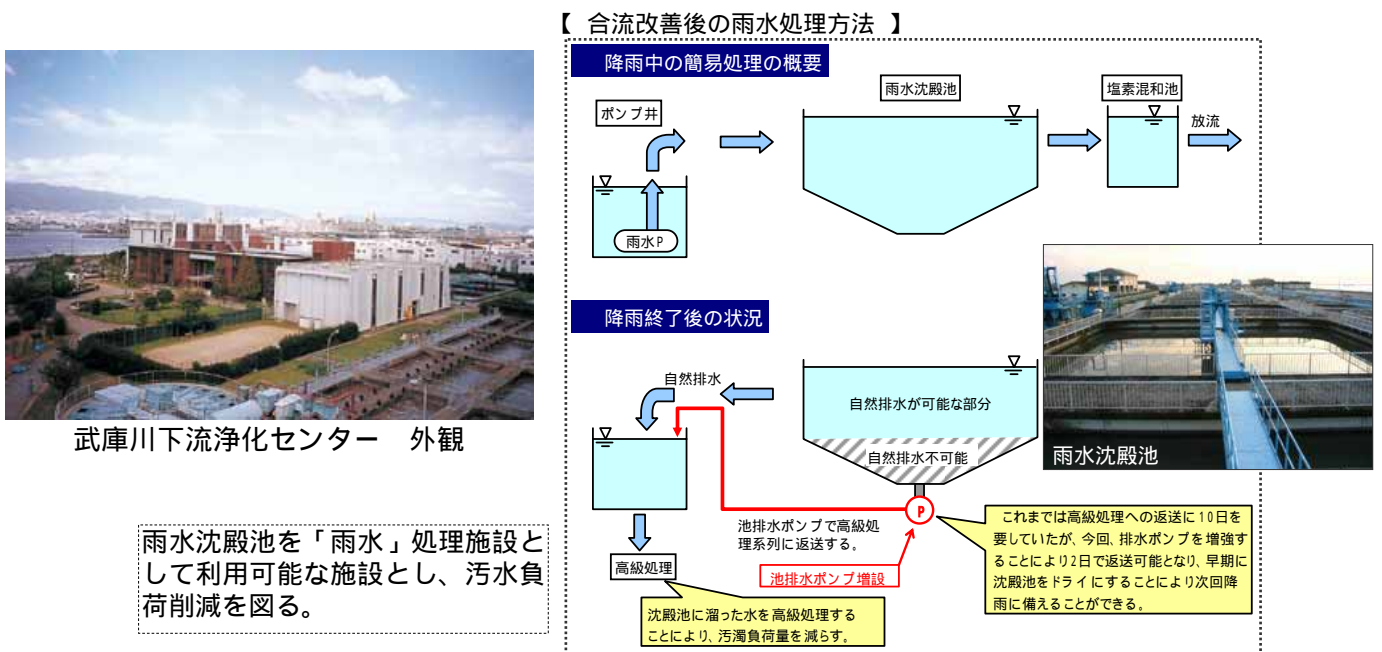 【 合流改善後の雨水処理方法 】
降雨中の簡易処理の概要
ポンプ井
雨水沈殿池
塩素混和池
放流
雨水P
武庫川下流浄化センター 外観
降雨終了後の状況
自然排水
自然排水が可能な部分
自然排水不可能
雨水沈殿池
P
池排水ポンプで高級処
理系列に返送する。
高級処理
池排水ポンプ増設
これまでは高級処理への返送に10日を
要していたが、今回、排水ポンプを増強す
ることにより2日で返送可能となり、早期に
沈殿池をドライにすることにより次回降
雨に備えることができる。
沈殿池に溜った水を高級処理する
ことにより、汚濁負荷量を減らす。
雨水沈殿池を「雨水」処理施設と
して利用可能な施設とし、汚水負
荷削減を図る。